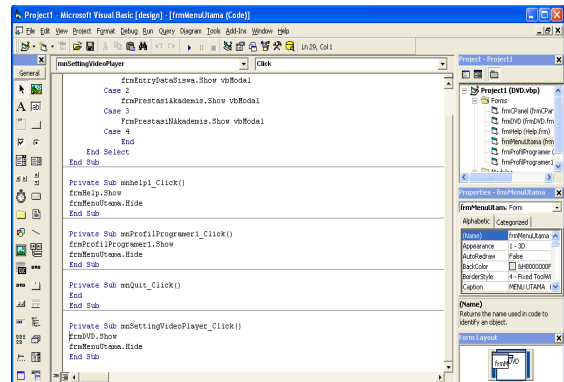 Project1 - Microsoft Visual Basic [design] - [frmMenuUtama (Code)]
File Edit View Project Format Debug Run Query Diagram Tools Add-Ins Window Help
Ln 29, Col 1
General
mnSettingVideoPlayer
Click
frmEntryDataSiswa.Show vbModal
Case 2
frmPrestasiAkademis.Show vbModal
Case 3
FrmPrestasiNAkademis.Show vbModal
Case 4
End
End Select
End Sub
Private Sub mnhelp1_Click()
frmHelp.Show
frmMenuUtama.Hide
End Sub
Private Sub mnProfilProgramer1_Click()
frmProfilProgramer1.Show
frmMenuUtama.Hide
End Sub
Private Sub mnQuit_Click()
End
End Sub
Private Sub mnSettingVideoPlayer_Click()
frmDVD.Show
frmMenuUtama.Hide
End Sub
Project - Project1
Project1 (DVD.vbp)
Forms
frmCPanel (frmCPar
frmDVD (frmDVD.frn
frmHelp (Help.frm)
frmMenuUtama (frm
frmProfilProgramer (
frmProfilProgramer1
Properties - frmMenuUtama
frmMenuUtama Form
Alphabetic Categorized
(Name) frmMenuUtama
Appearance 1 - 3D
AutoRedraw False
BackColor &H8000000F
BorderStyle 4 - Fixed ToolWi
Caption MENU UTAMA
(Name)
Returns the name used in code to
identify an object.
Form Layout